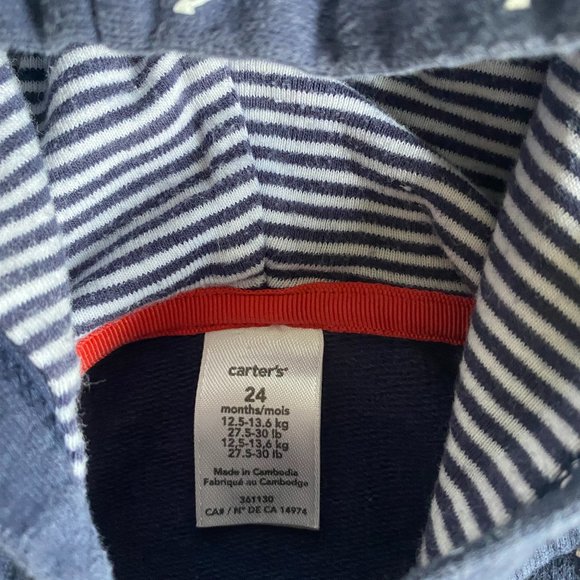 carter's
24
months/mois
12.5-13.6 kg
27.5-30 lb
12,5-13,6 kg
27,5-30 lb
Made in Cambodia
Fabriqué au Cambodge
361130
CA# / N° DE CA 14974